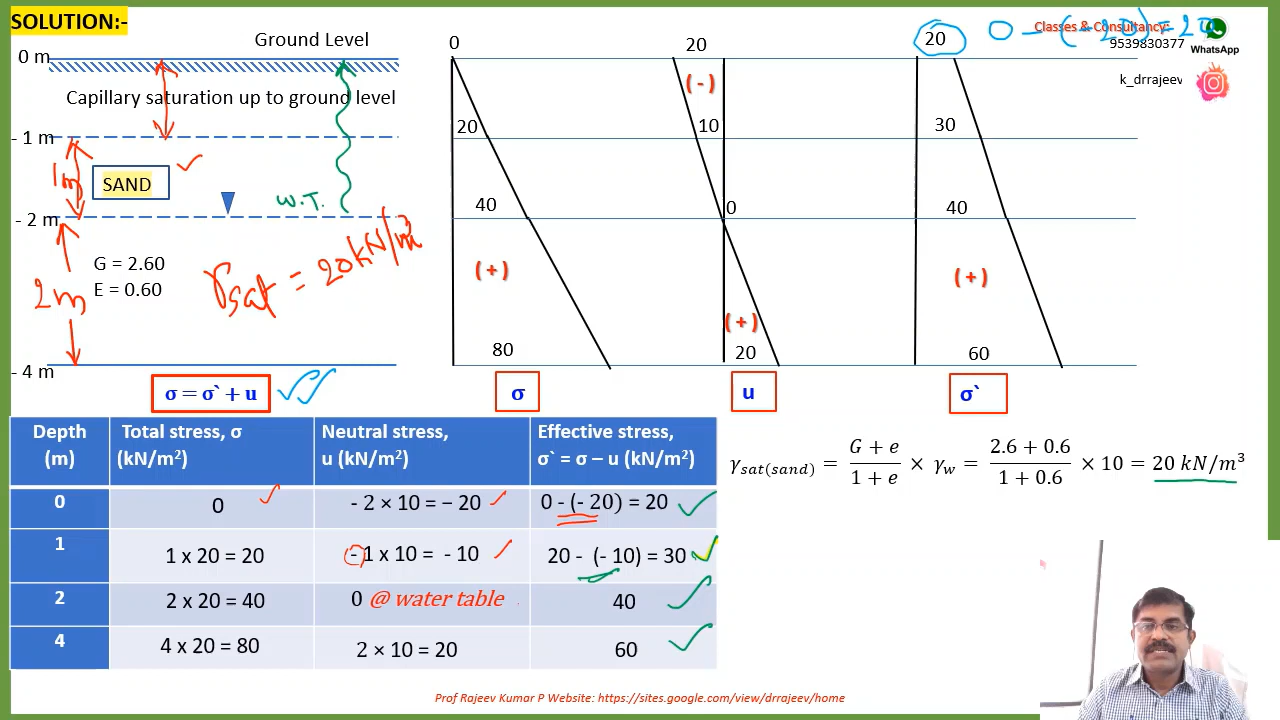 SOLUTION:-
Ground Level
0 m
Capillary saturation up to ground level
- 1 m
1m
SAND
W.T.
- 2 m
G = 2.60
E = 0.60
γsat = 20kN/m³
2m
- 4 m
σ = σ` + u
0
20
40
(+)
80
σ
20
(-)
10
0
(+)
20
u
20
30
40
(+)
60
σ`
0 - (-20) = 20
Classes & Consultancy:
9539830377
WhatsApp
k_drrajeev
Depth (m)
Total stress, σ (kN/m²)
Neutral stress, u (kN/m²)
Effective stress, σ` = σ – u (kN/m²)
0
0
- 2 × 10 = − 20
0 - (- 20) = 20
1
1 x 20 = 20
- 1 x 10 = - 10
20 - (- 10) = 30
2
2 x 20 = 40
0 @ water table
40
4
4 x 20 = 80
2 × 10 = 20
60
γsat(sand) = (G + e)/(1 + e) × γw = (2.6 + 0.6)/(1 + 0.6) × 10 = 20 kN/m³
Prof Rajeev Kumar P Website: https://sites.google.com/view/drrajeev/home